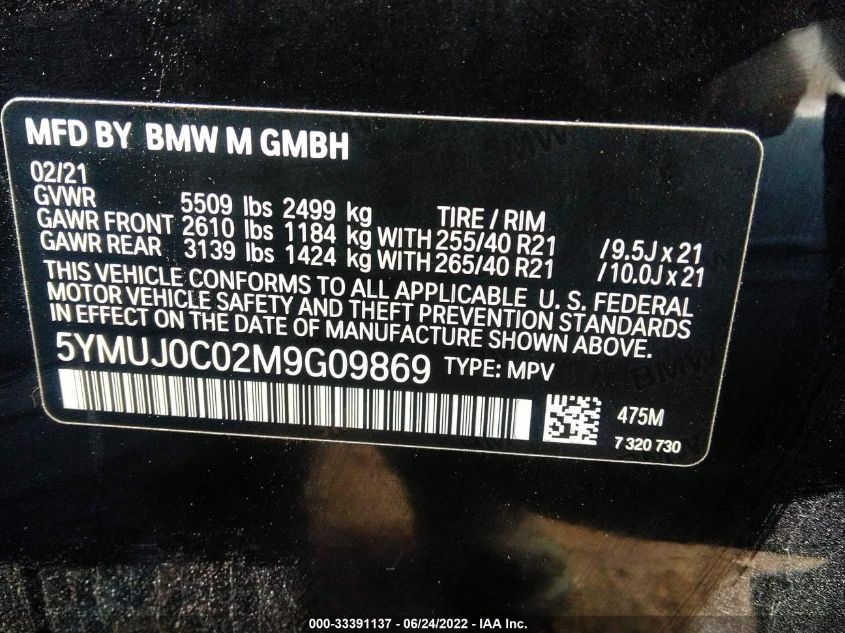 MFD BY BMW M GMBH
02/21
GVWR 5509 lbs 2499 kg TIRE / RIM
GAWR FRONT 2610 lbs 1184 kg WITH 255/40 R21 /9.5J x 21
GAWR REAR 3139 lbs 1424 kg WITH 265/40 R21 /10.0J x 21
THIS VEHICLE CONFORMS TO ALL APPLICABLE U. S. FEDERAL
MOTOR VEHICLE SAFETY AND THEFT PREVENTION STANDARDS
IN EFFECT ON THE DATE OF MANUFACTURE SHOWN ABOVE.
5YMUJ0C02M9G09869 TYPE: MPV
475M
7 320 730
000-33391137 - 06/24/2022 - IAA Inc.